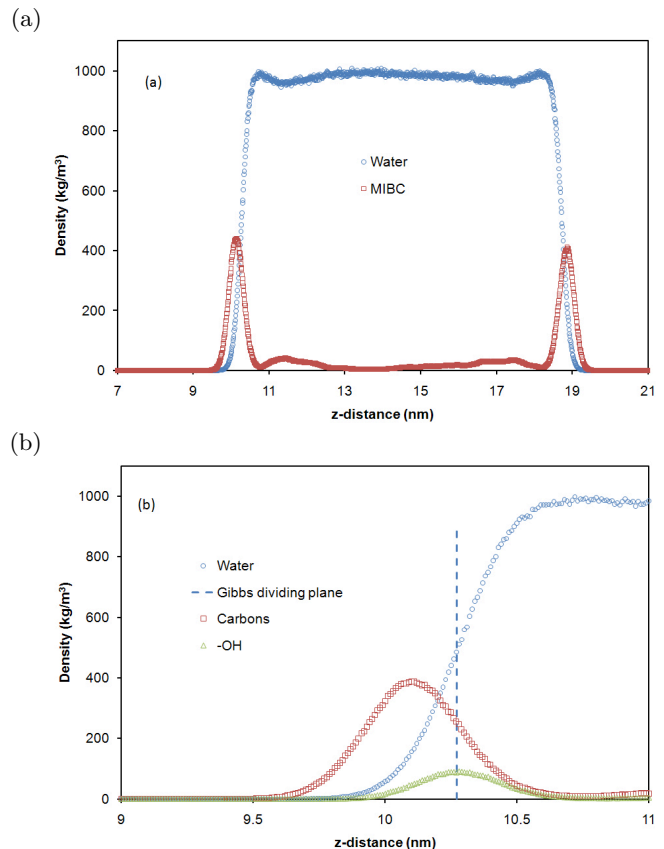 (a)
(a)
1000
800
600
400
200
0
Density (kg/m³)
Water
MIBC
7 9 11 13 15 17 19 21
z-distance (nm)
(b)
(b)
1000
800
600
400
200
0
Density (kg/m³)
Water
Gibbs dividing plane
Carbons
-OH
9 9.5 10 10.5 11
z-distance (nm)